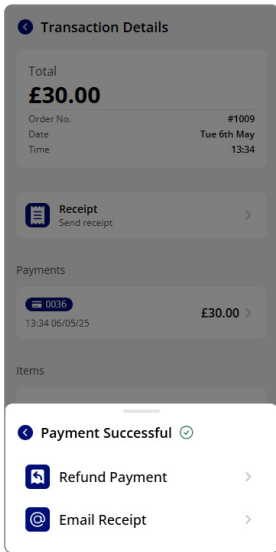 Transaction Details
Total
£30.00
Order No. #1009
Date Tue 6th May
Time 13:34
Receipt
Send receipt
Payments
0036
£30.00
13:34 06/05/25
Items
Payment Successful
Refund Payment
Email Receipt